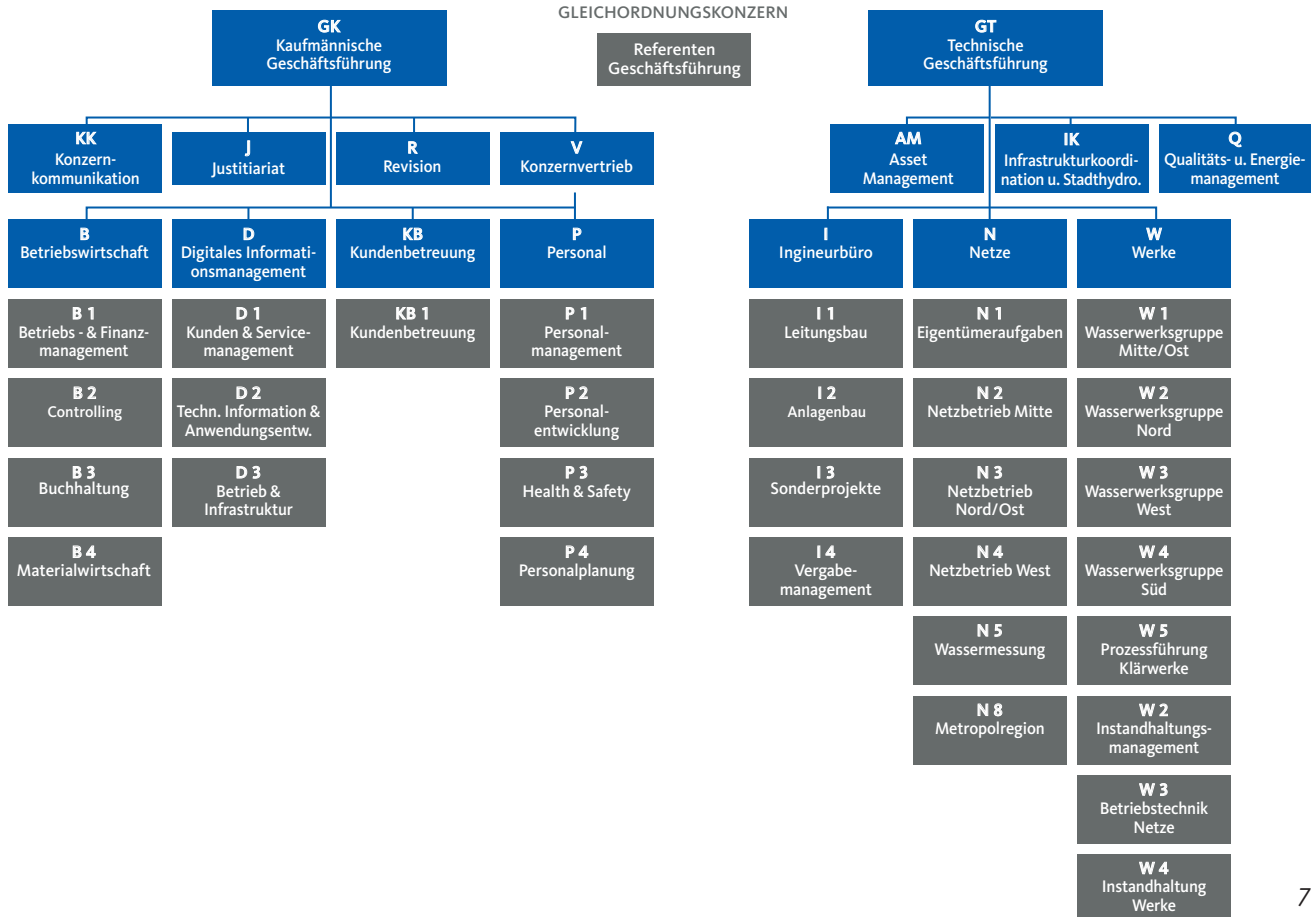 GLEICHORDNUNGSKONZERN
GK
Kaufmännische
Geschäftsführung
Referenten
Geschäftsführung
GT
Technische
Geschäftsführung
KK
Konzern-
kommunikation
J
Justitiariat
R
Revision
V
Konzernvertrieb
AM
Asset
Management
IK
Infrastrukturkoordi-
nation u. Stadthydro.
Q
Qualitäts- u. Energie-
management
B
Betriebswirtschaft
D
Digitales Informati-
onsmanagement
KB
Kundenbetreuung
P
Personal
I
Ingineurbüro
N
Netze
W
Werke
B 1
Betriebs - & Finanz-
management
D 1
Kunden & Service-
management
KB 1
Kundenbetreuung
P 1
Personal-
management
I 1
Leitungsbau
N 1
Eigentümeraufgaben
W 1
Wasserwerksgruppe
Mitte/Ost
B 2
Controlling
D 2
Techn. Information &
Anwendungsentw.
P 2
Personal-
entwicklung
I 2
Anlagenbau
N 2
Netzbetrieb Mitte
W 2
Wasserwerksgruppe
Nord
B 3
Buchhaltung
D 3
Betrieb &
Infrastruktur
P 3
Health & Safety
I 3
Sonderprojekte
N 3
Netzbetrieb
Nord/Ost
W 3
Wasserwerksgruppe
West
B 4
Materialwirtschaft
P 4
Personalplanung
I 4
Vergabe-
management
N 4
Netzbetrieb West
W 4
Wasserwerksgruppe
Süd
N 5
Wassermessung
W 5
Prozessführung
Klärwerke
N 8
Metropolregion
W 2
Instandhaltungs-
management
W 3
Betriebstechnik
Netze
W 4
Instandhaltung
Werke
7